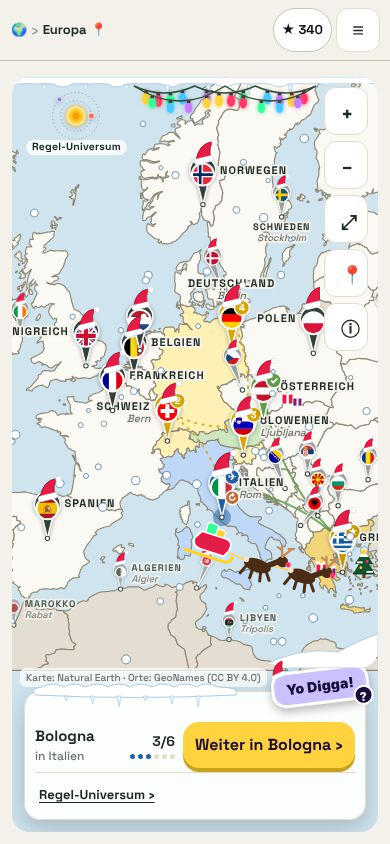 > Europa
★ 340
≡
Regel-Universum
+
−
NORWEGEN
SCHWEDEN
Stockholm
DEUTSCHLAND
POLEN
NIGREICH
BELGIEN
FRANKREICH
ÖSTERREICH
SCHWEIZ
Bern
SLOWENIEN
Ljubljana
ITALIEN
Rom
SPANIEN
ALGERIEN
Algier
GRI
MAROKKO
Rabat
LIBYEN
Tripolis
Karte: Natural Earth · Orte: GeoNames (CC BY 4.0)
Yo Digga!
?
Bologna
3/6
in Italien
Weiter in Bologna >
Regel-Universum >